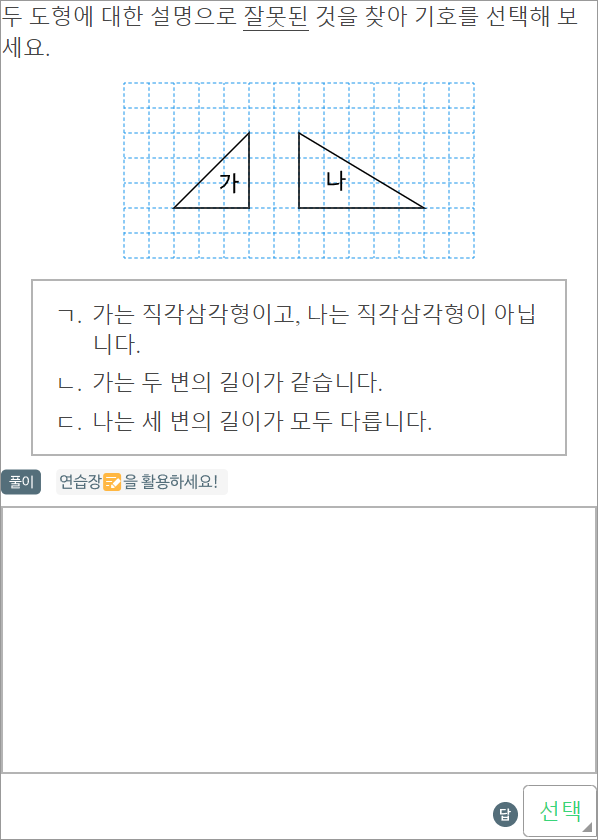 두 도형에 대한 설명으로 잘못된 것을 찾아 기호를 선택해 보
세요.
가
나
ㄱ. 가는 직각삼각형이고, 나는 직각삼각형이 아닙
니다.
ㄴ. 가는 두 변의 길이가 같습니다.
ㄷ. 나는 세 변의 길이가 모두 다릅니다.
풀이 연습장을 활용하세요!
답 선택